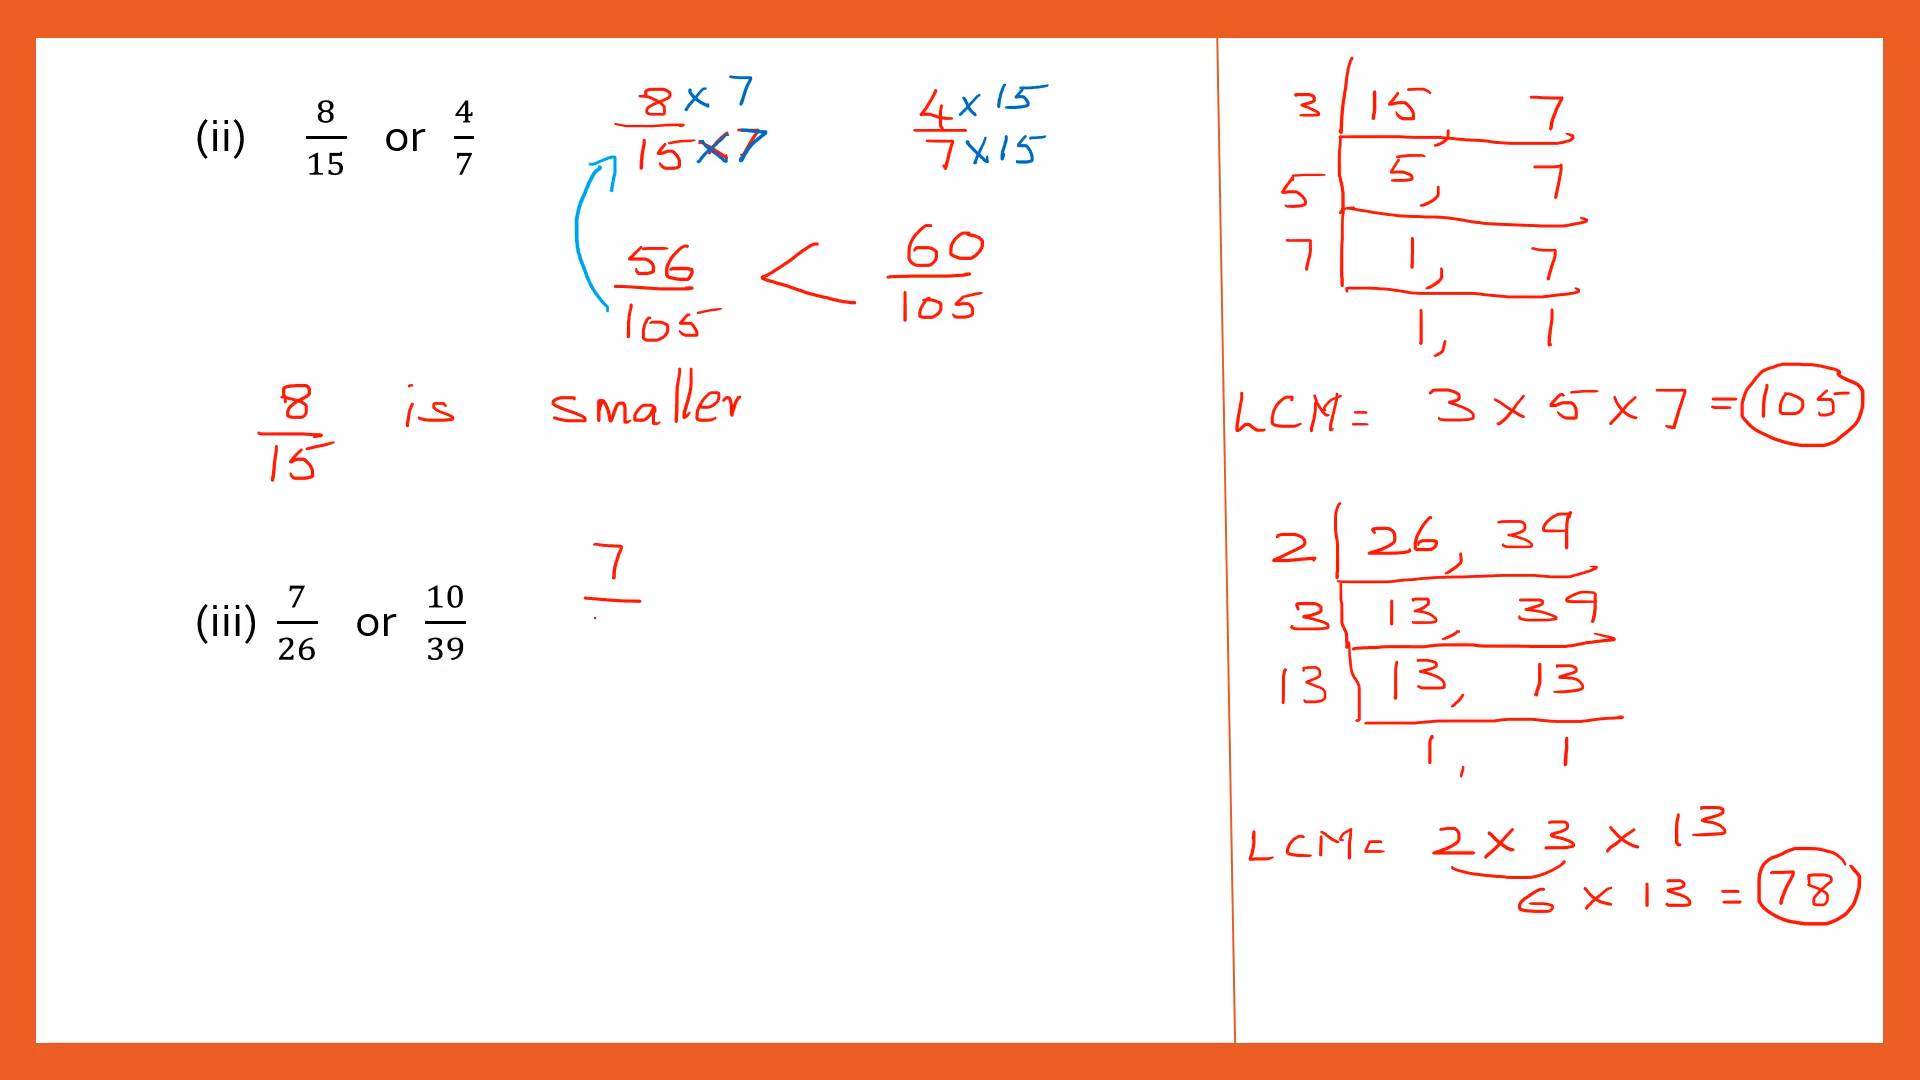 (ii) 8/15 or 4/7
8 × 7 / 15 × 7
4 × 15 / 7 × 15
56/105 < 60/105
8/15 is smaller
(iii) 7/26 or 10/39
7
3 | 15, 7
5 | 5, 7
7 | 1, 7
1, 1
LCM = 3 × 5 × 7 = 105
2 | 26, 39
3 | 13, 39
13 | 13, 13
1, 1
LCM = 2 × 3 × 13
6 × 13 = 78